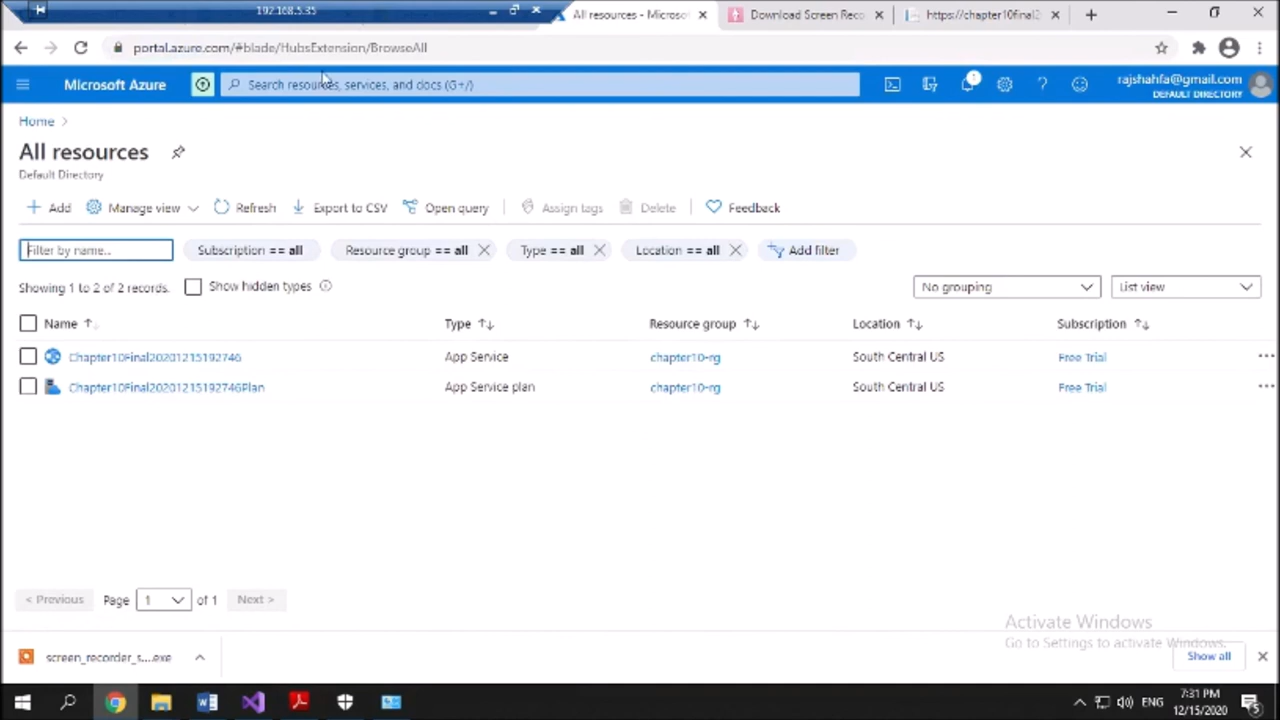 192.168.5.35
All resources - Microso
Download Screen Reco
https://chapter10final2
portal.azure.com/#blade/HubsExtension/BrowseAll
Microsoft Azure
Search resources, services, and docs (G+/)
1
rajshahfa@gmail.com
DEFAULT DIRECTORY
Home >
All resources
Default Directory
Add Manage view Refresh Export to CSV Open query Assign tags Delete Feedback
Filter by name... Subscription == all Resource group == all Type == all Location == all Add filter
Showing 1 to 2 of 2 records. Show hidden types No grouping List view
Name Type Resource group Location Subscription
Chapter10Final20201215192746 App Service chapter10-rg South Central US Free Trial
Chapter10Final20201215192746Plan App Service plan chapter10-rg South Central US Free Trial
< Previous Page 1 of 1 Next >
Activate Windows
Go to Settings to activate Windows.
screen_recorder_s....exe
Show all
ENG
7:31 PM
12/15/2020
5